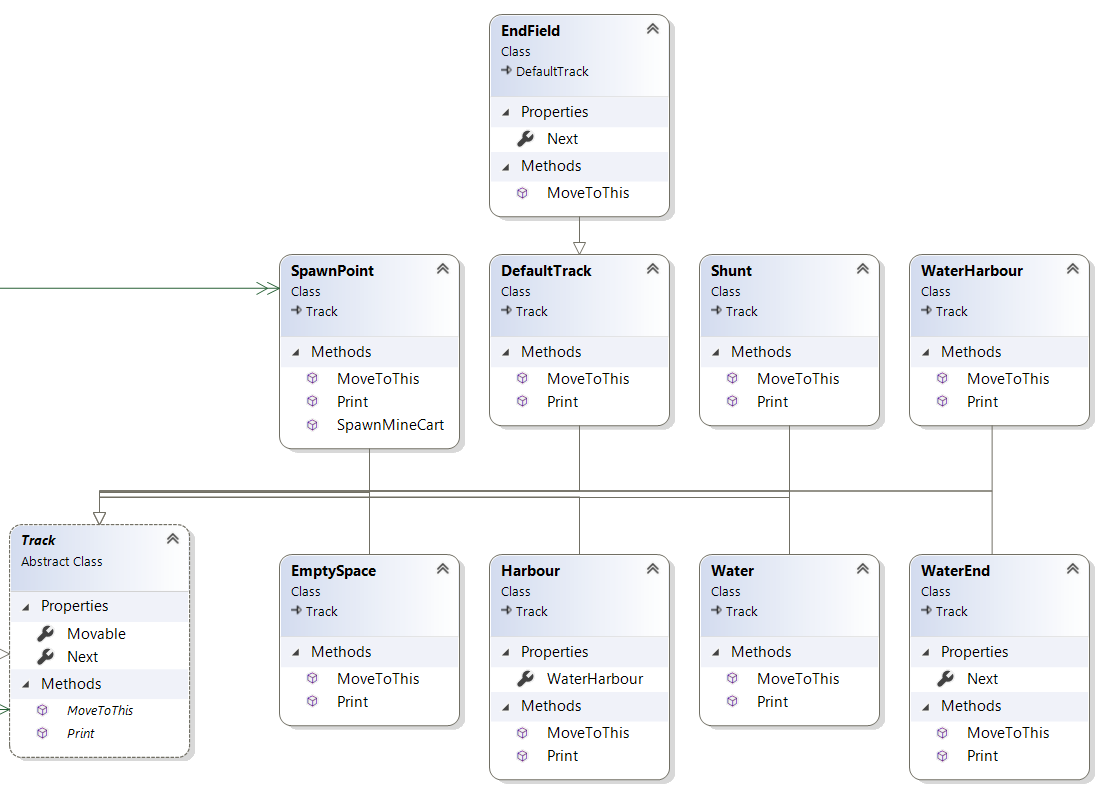 EndField
Class
DefaultTrack
Properties
Next
Methods
MoveToThis
SpawnPoint
Class
Track
Methods
MoveToThis
Print
SpawnMineCart
DefaultTrack
Class
Track
Methods
MoveToThis
Print
Shunt
Class
Track
Methods
MoveToThis
Print
WaterHarbour
Class
Track
Methods
MoveToThis
Print
Track
Abstract Class
Properties
Movable
Next
Methods
MoveToThis
Print
EmptySpace
Class
Track
Methods
MoveToThis
Print
Harbour
Class
Track
Properties
WaterHarbour
Methods
MoveToThis
Print
Water
Class
Track
Methods
MoveToThis
Print
WaterEnd
Class
Track
Properties
Next
Methods
MoveToThis
Print